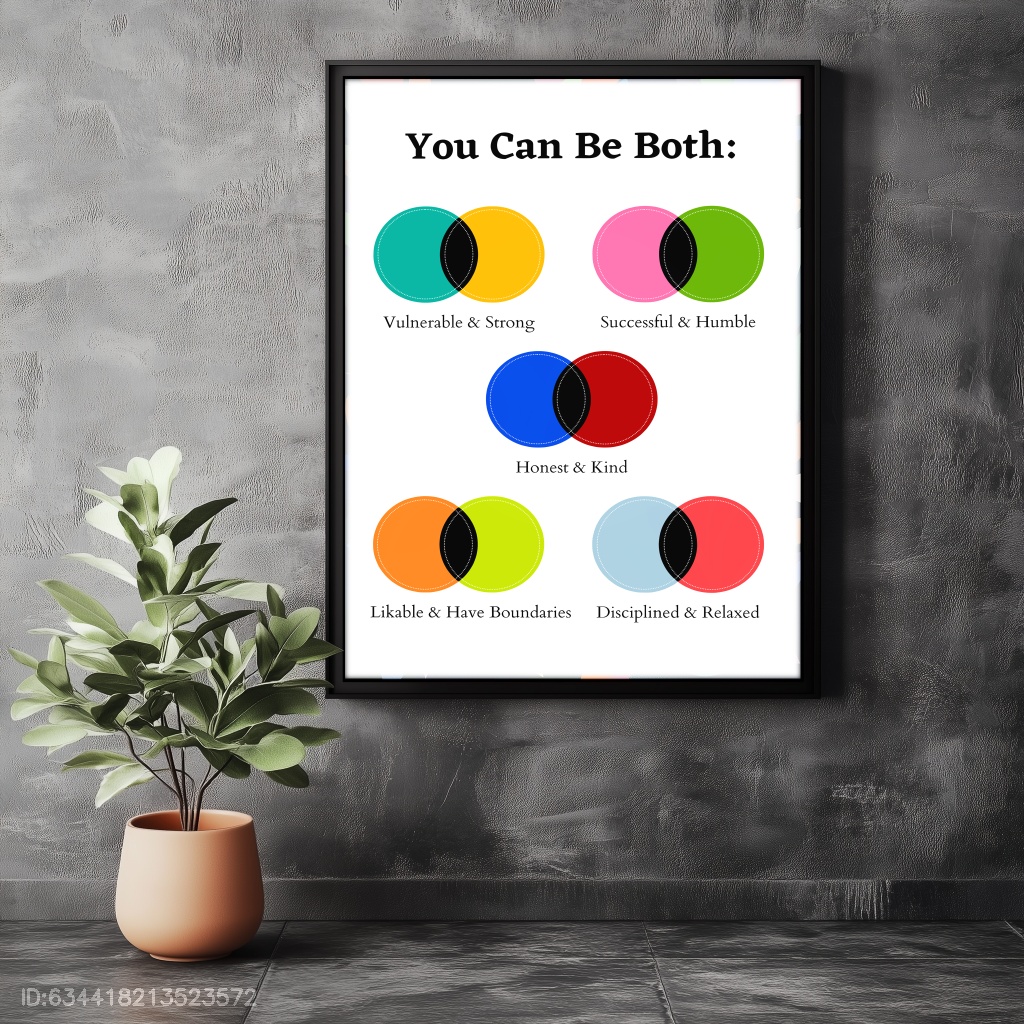 You Can Be Both:
Vulnerable & Strong
Successful & Humble
Honest & Kind
Likable & Have Boundaries
Disciplined & Relaxed
ID:634418213523572